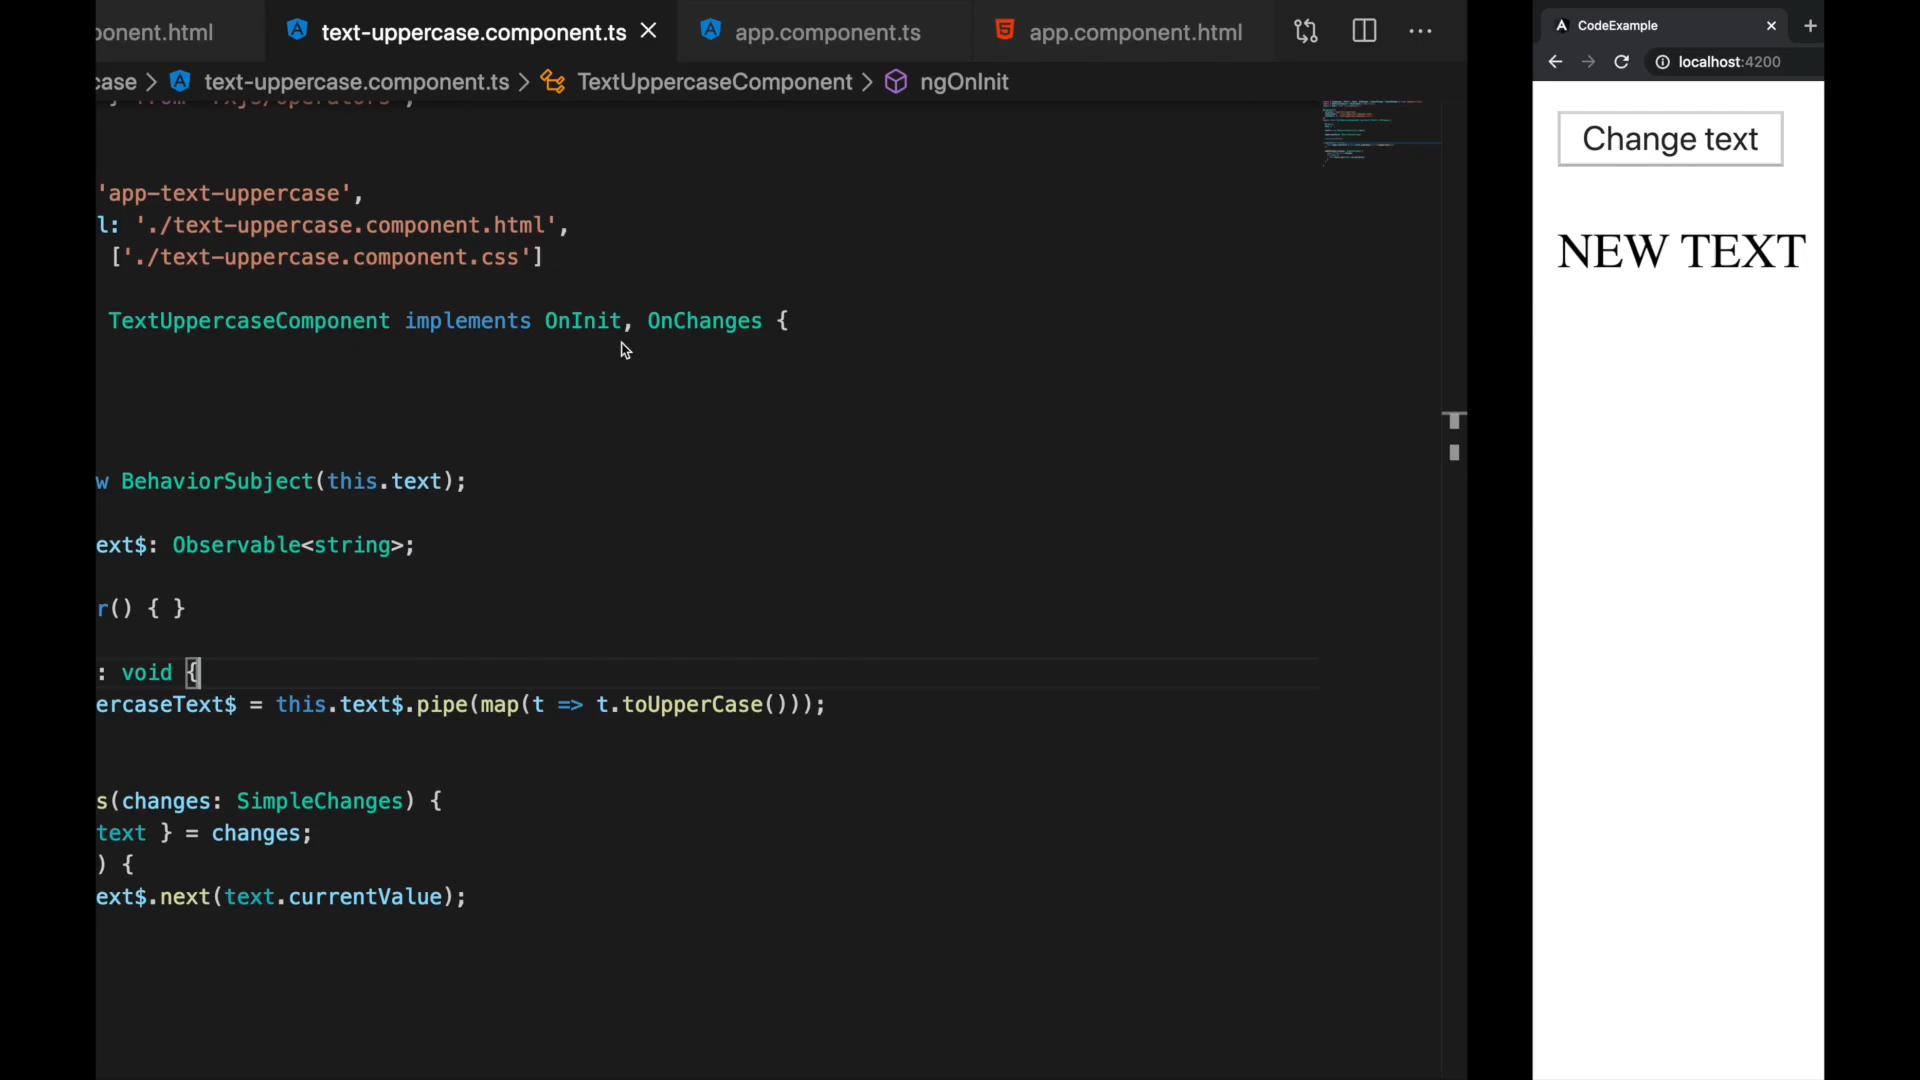 ponent.html
text-uppercase.component.ts
app.component.ts
app.component.html
case > text-uppercase.component.ts > TextUppercaseComponent > ngOnInit
'app-text-uppercase',
l: './text-uppercase.component.html',
['./text-uppercase.component.css']
TextUppercaseComponent implements OnInit, OnChanges {
w BehaviorSubject(this.text);
ext$: Observable<string>;
r() { }
: void {
ercaseText$ = this.text$.pipe(map(t => t.toUpperCase()));
s(changes: SimpleChanges) {
text } = changes;
) {
ext$.next(text.currentValue);
CodeExample
localhost:4200
Change text
NEW TEXT